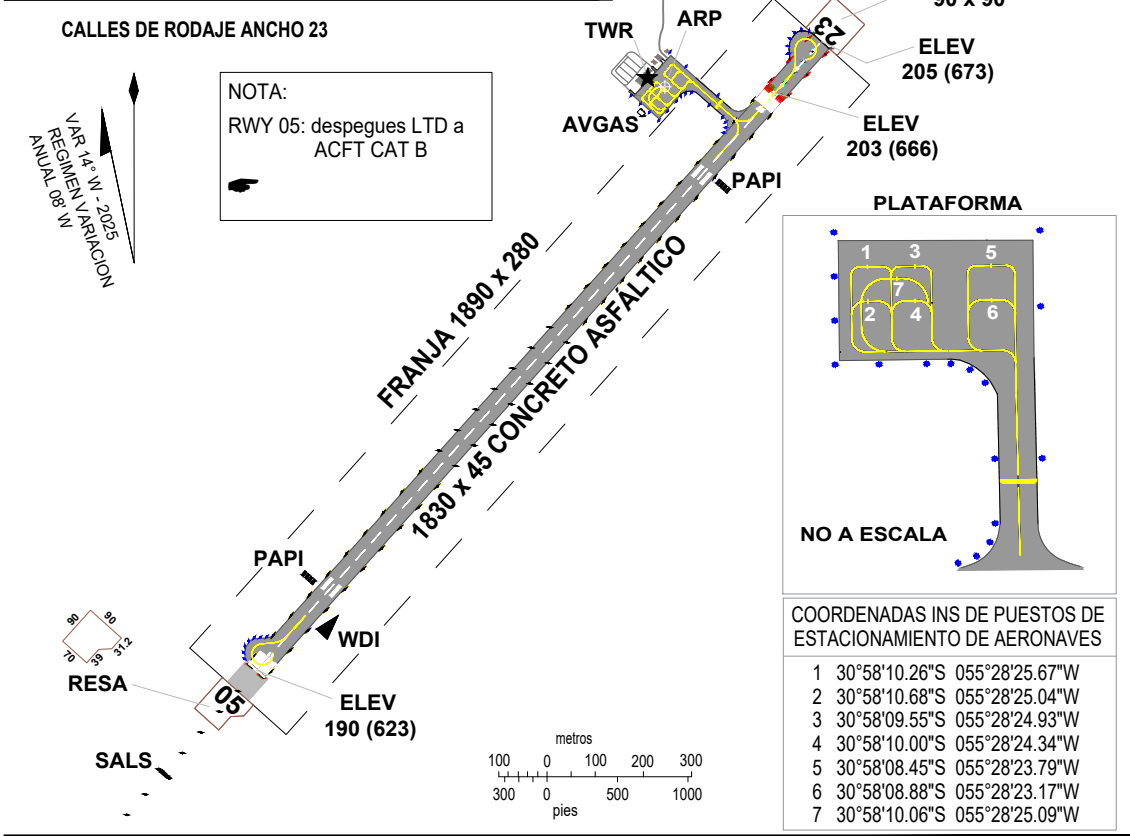 90 x 90
CALLES DE RODAJE ANCHO 23
TWR
ARP
23
ELEV
205 (673)
NOTA:
RWY 05: despegues LTD a
ACFT CAT B
AVGAS
ELEV
203 (666)
VAR 14° W - 2025
REGIMEN VARIACION
ANUAL 08' W
PAPI
PLATAFORMA
1
3
5
7
2
4
6
FRANJA 1890 x 280
1830 x 45 CONCRETO ASFÁLTICO
NO A ESCALA
PAPI
WDI
90
90
70
39
31.2
RESA
05
ELEV
190 (623)
SALS
metros
100 0 100 200 300
300 0 500 1000
pies
COORDENADAS INS DE PUESTOS DE
ESTACIONAMIENTO DE AERONAVES
1 30°58'10.26"S 055°28'25.67"W
2 30°58'10.68"S 055°28'25.04"W
3 30°58'09.55"S 055°28'24.93"W
4 30°58'10.00"S 055°28'24.34"W
5 30°58'08.45"S 055°28'23.79"W
6 30°58'08.88"S 055°28'23.17"W
7 30°58'10.06"S 055°28'25.09"W